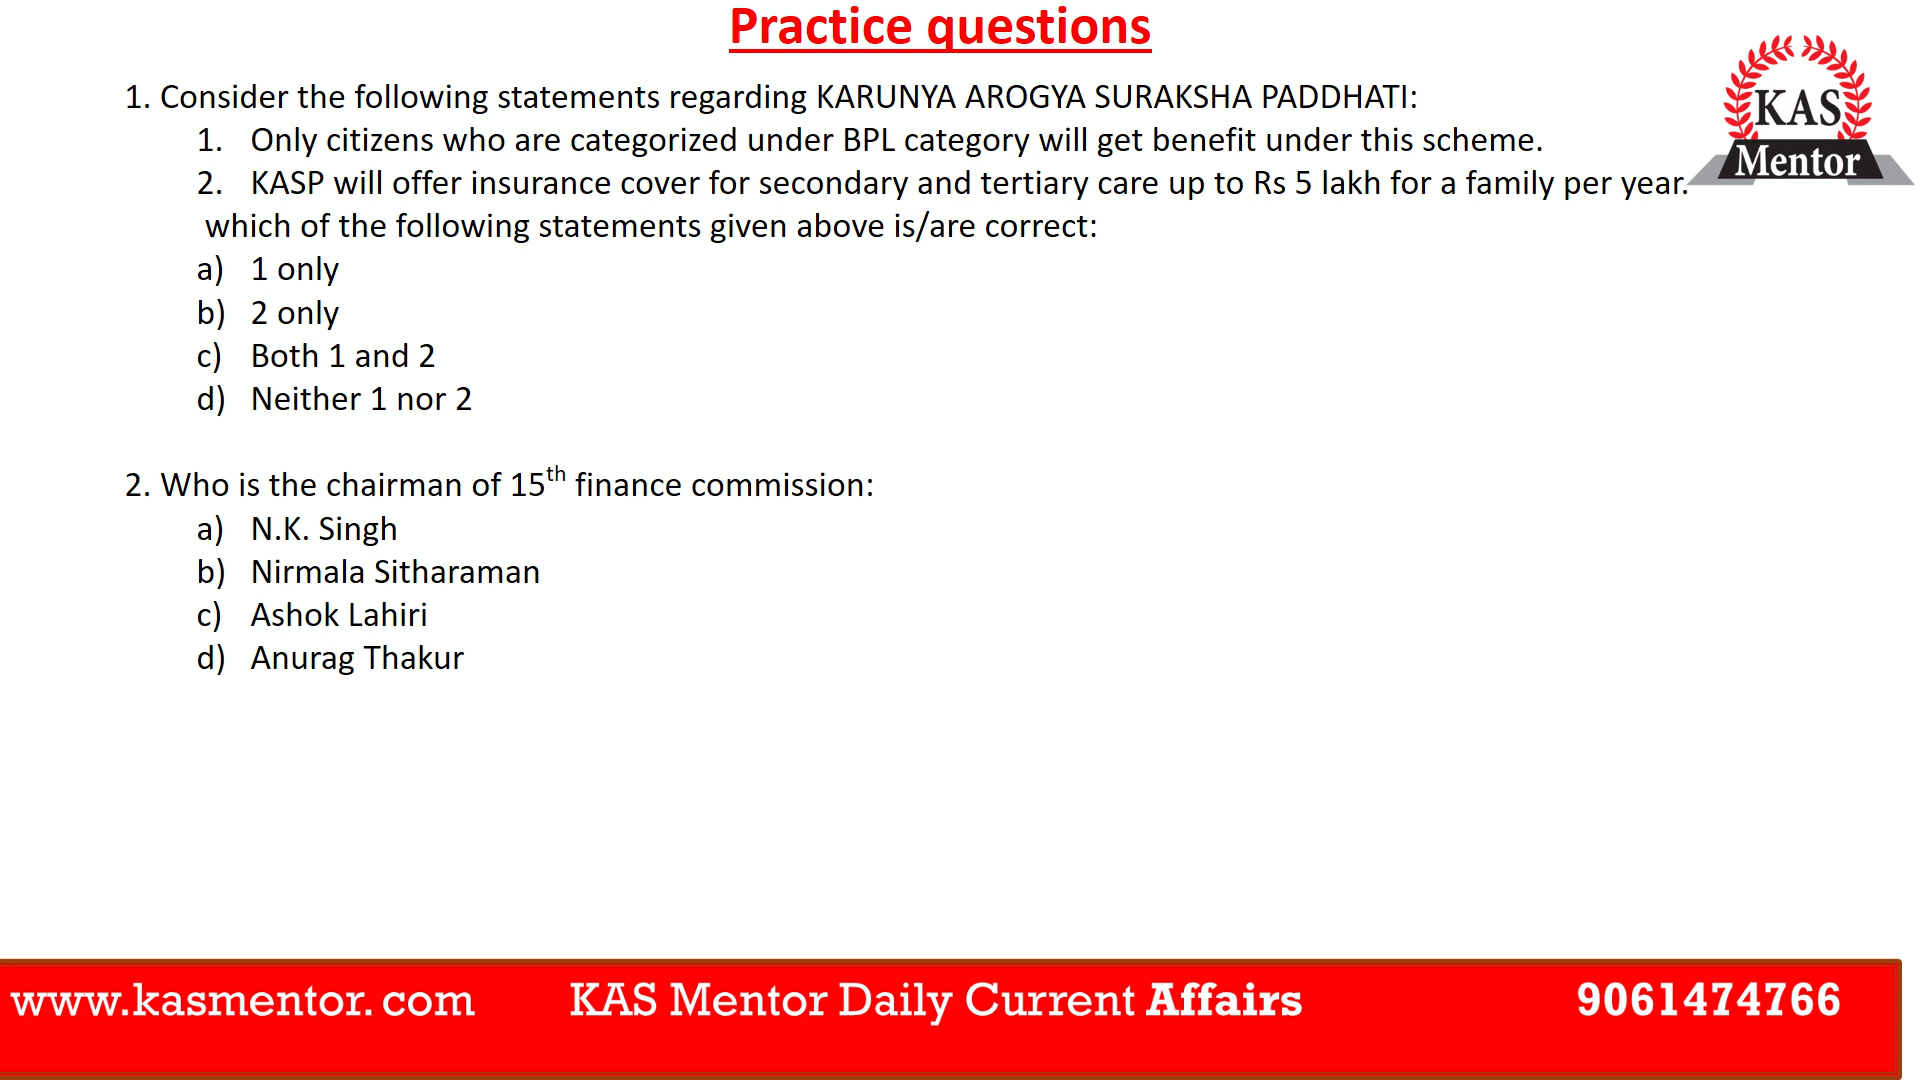 Practice questions
1. Consider the following statements regarding KARUNYA AROGYA SURAKSHA PADDHATI:
1. Only citizens who are categorized under BPL category will get benefit under this scheme.
2. KASP will offer insurance cover for secondary and tertiary care up to Rs 5 lakh for a family per year.
which of the following statements given above is/are correct:
a) 1 only
b) 2 only
c) Both 1 and 2
d) Neither 1 nor 2
2. Who is the chairman of 15th finance commission:
a) N.K. Singh
b) Nirmala Sitharaman
c) Ashok Lahiri
d) Anurag Thakur
KAS
Mentor
www.kasmentor. com KAS Mentor Daily Current Affairs 9061474766